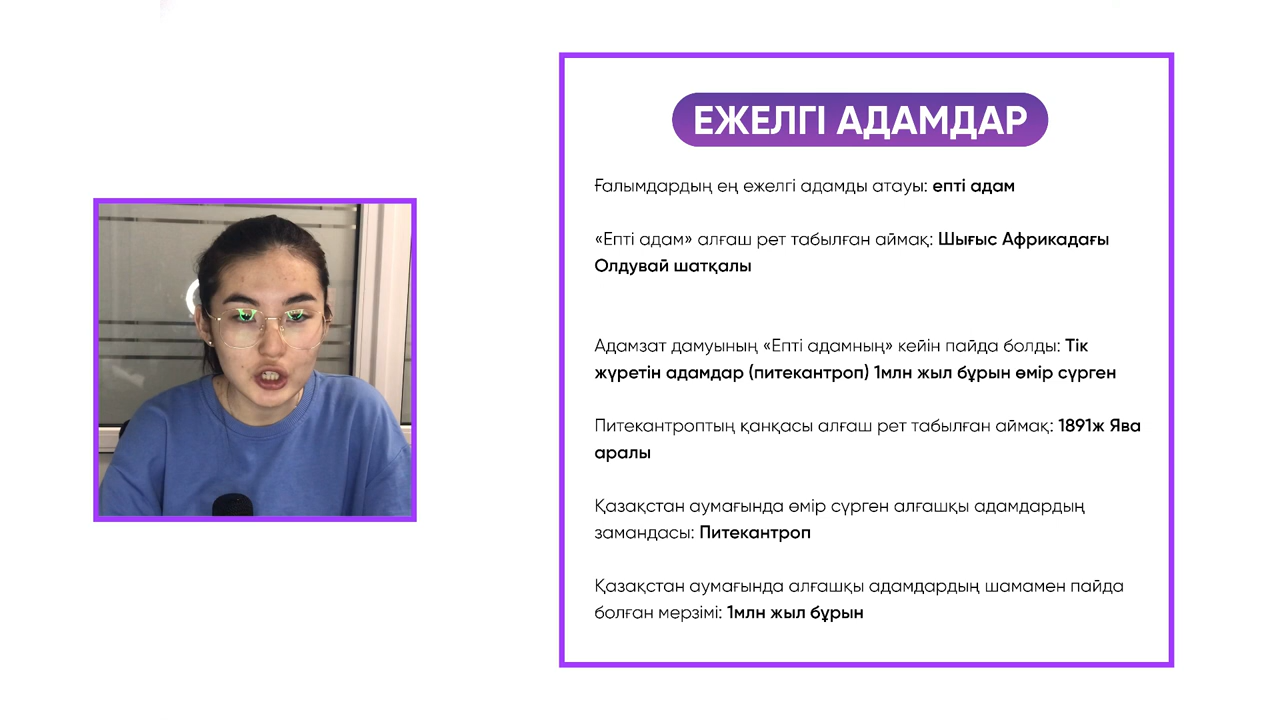 ЕЖЕЛГІ АДАМДАР
Ғалымдардың ең ежелгі адамды атауы: епті адам
«Епті адам» алғаш рет табылған аймақ: Шығыс Африкадағы
Олдувай шатқалы
Адамзат дамуының «Епті адамның» кейін пайда болды: Тік
жүретін адамдар (питекантроп) 1млн жыл бұрын өмір сүрген
Питекантроптың қанқасы алғаш рет табылған аймақ: 1891ж Ява
аралы
Қазақстан аумағында өмір сүрген алғашқы адамдардың
замандасы: Питекантроп
Қазақстан аумағында алғашқы адамдардың шамамен пайда
болған мерзімі: 1млн жыл бұрын